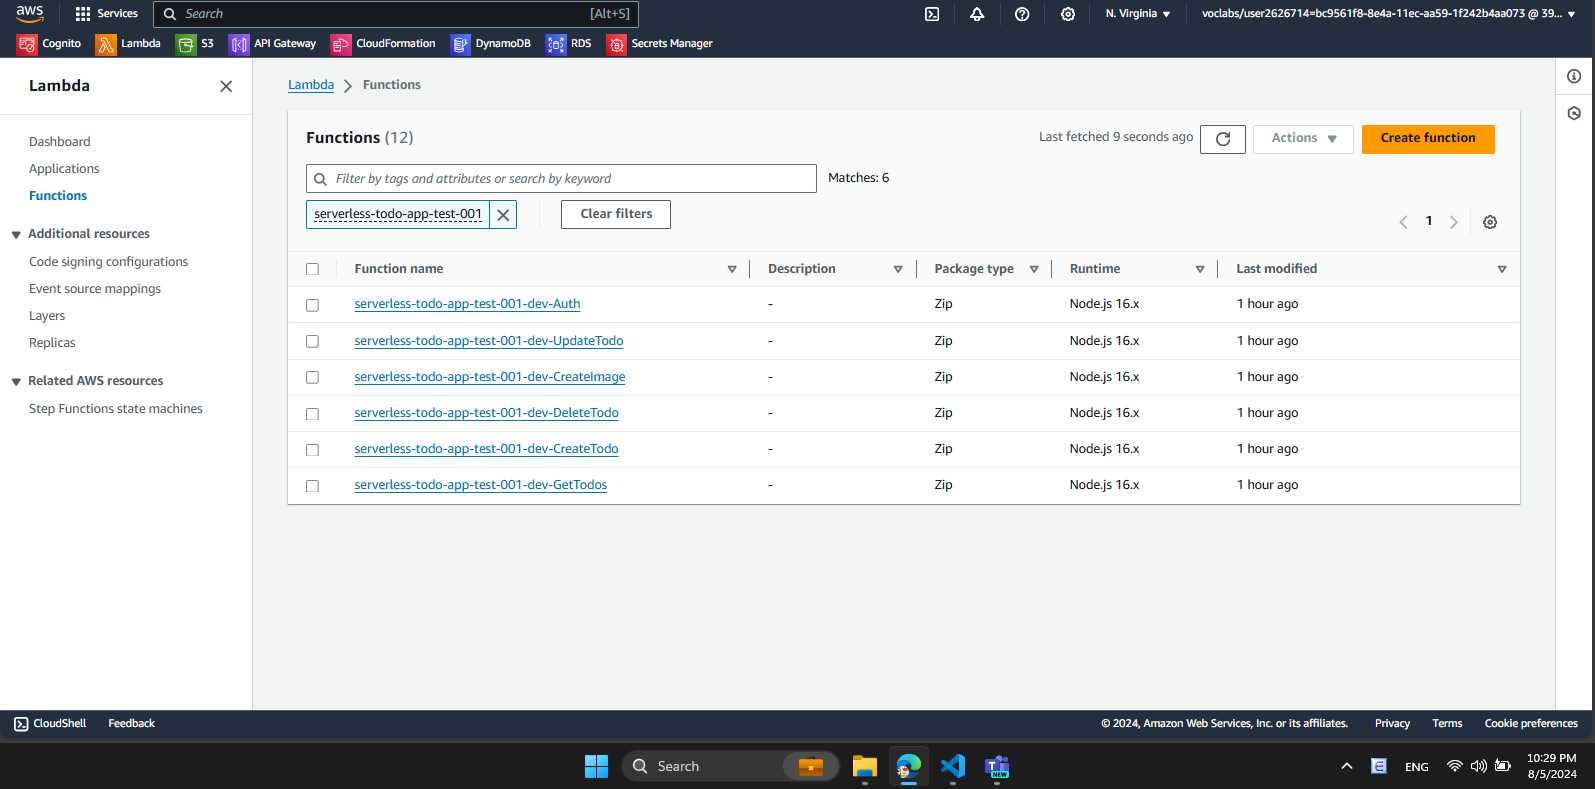 aws Services Search [Alt+S] N. Virginia voclabs/user2626714=bc9561f8-8e4a-11ec-aa59-1f242b4aa073 @ 39...
Cognito Lambda S3 API Gateway CloudFormation DynamoDB RDS Secrets Manager
Lambda
Dashboard
Applications
Functions
Additional resources
Code signing configurations
Event source mappings
Layers
Replicas
Related AWS resources
Step Functions state machines
Lambda Functions
Functions (12) Last fetched 9 seconds ago Actions Create function
Filter by tags and attributes or search by keyword Matches: 6
serverless-todo-app-test-001 Clear filters 1
Function name Description Package type Runtime Last modified
serverless-todo-app-test-001-dev-Auth - Zip Node.js 16.x 1 hour ago
serverless-todo-app-test-001-dev-UpdateTodo - Zip Node.js 16.x 1 hour ago
serverless-todo-app-test-001-dev-CreateImage - Zip Node.js 16.x 1 hour ago
serverless-todo-app-test-001-dev-DeleteTodo - Zip Node.js 16.x 1 hour ago
serverless-todo-app-test-001-dev-CreateTodo - Zip Node.js 16.x 1 hour ago
serverless-todo-app-test-001-dev-GetTodos - Zip Node.js 16.x 1 hour ago
CloudShell Feedback © 2024, Amazon Web Services, Inc. or its affiliates. Privacy Terms Cookie preferences
Search NEW ENG 10:29 PM
8/5/2024